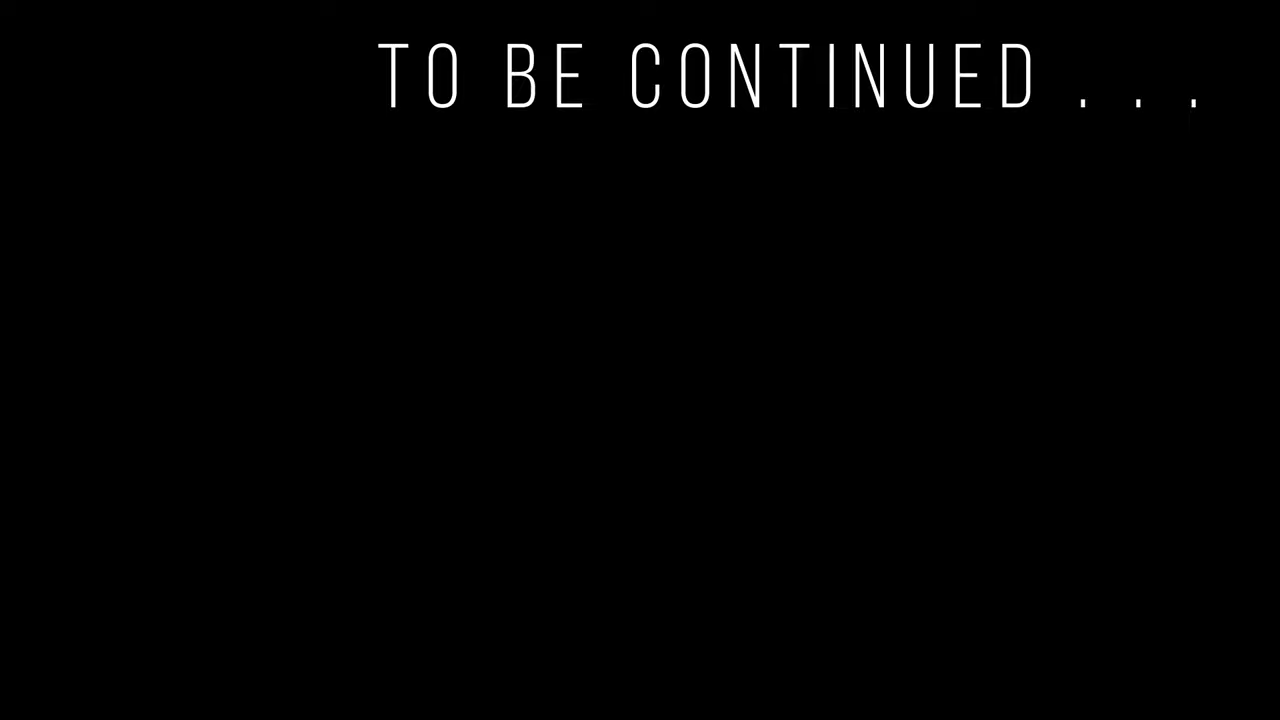 TO BE CONTINUED . . .